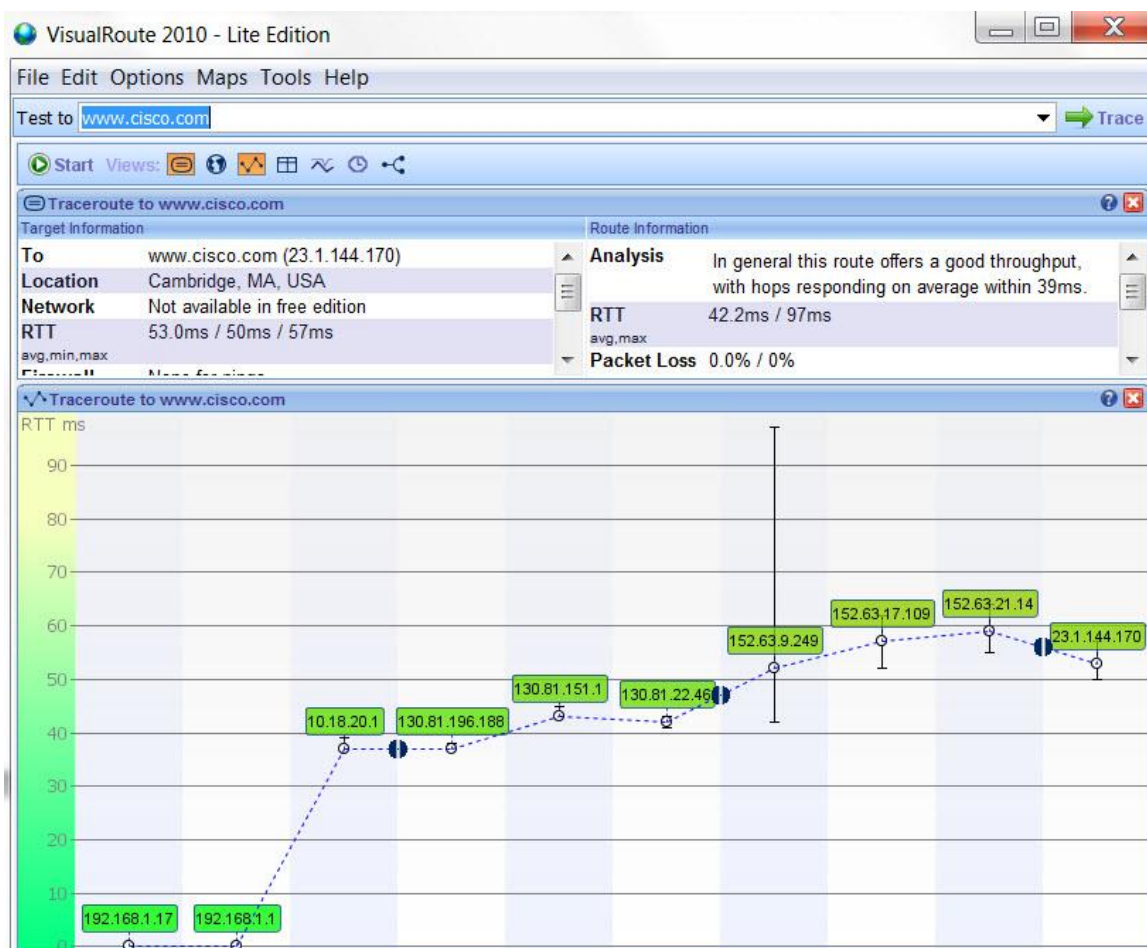 VisualRoute 2010 - Lite Edition
File Edit Options Maps Tools Help
Test to www.cisco.com Trace
Start Views:
Traceroute to www.cisco.com
Target Information Route Information
To www.cisco.com (23.1.144.170)
Location Cambridge, MA, USA
Network Not available in free edition
RTT 53.0ms / 50ms / 57ms
avg,min,max
Firewall None for pings
Analysis In general this route offers a good throughput,
with hops responding on average within 39ms.
RTT 42.2ms / 97ms
avg,max
Packet Loss 0.0% / 0%
Traceroute to www.cisco.com
RTT ms
90
80
70
60
50
40
30
20
10
0
192.168.1.17
192.168.1.1
10.18.20.1
130.81.196.188
130.81.151.1
130.81.22.46
152.63.9.249
152.63.17.109
152.63.21.14
23.1.144.170